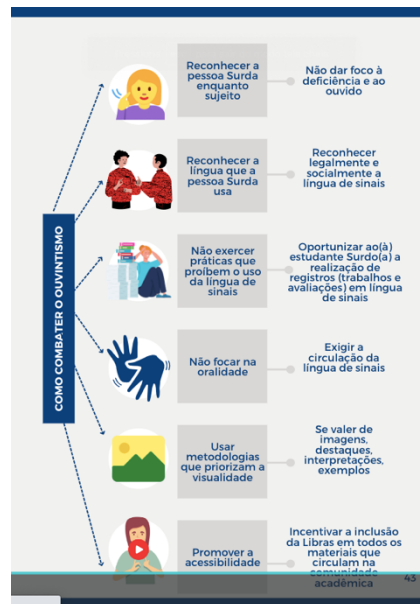 COMO COMBATER O OUVINTISMO
Reconhecer a
pessoa Surda
enquanto
sujeito
Não dar foco à
deficiência e ao
ouvido
Reconhecer a
língua que a
pessoa Surda
usa
Reconhecer
legalmente e
socialmente a
língua de sinais
Não exercer
práticas que
proíbem o uso
da língua de
sinais
Oportunizar ao(à)
estudante Surdo(a) a
realização de
registros (trabalhos e
avaliações) em língua
de sinais
Não focar na
oralidade
Exigir a
circulação da
língua de sinais
Usar
metodologias
que priorizam a
visualidade
Se valer de
imagens,
destaques,
interpretações,
exemplos
Promover a
acessibilidade
Incentivar a inclusão
da Libras em todos os
materiais que
circulam na
comunidade
acadêmica
43